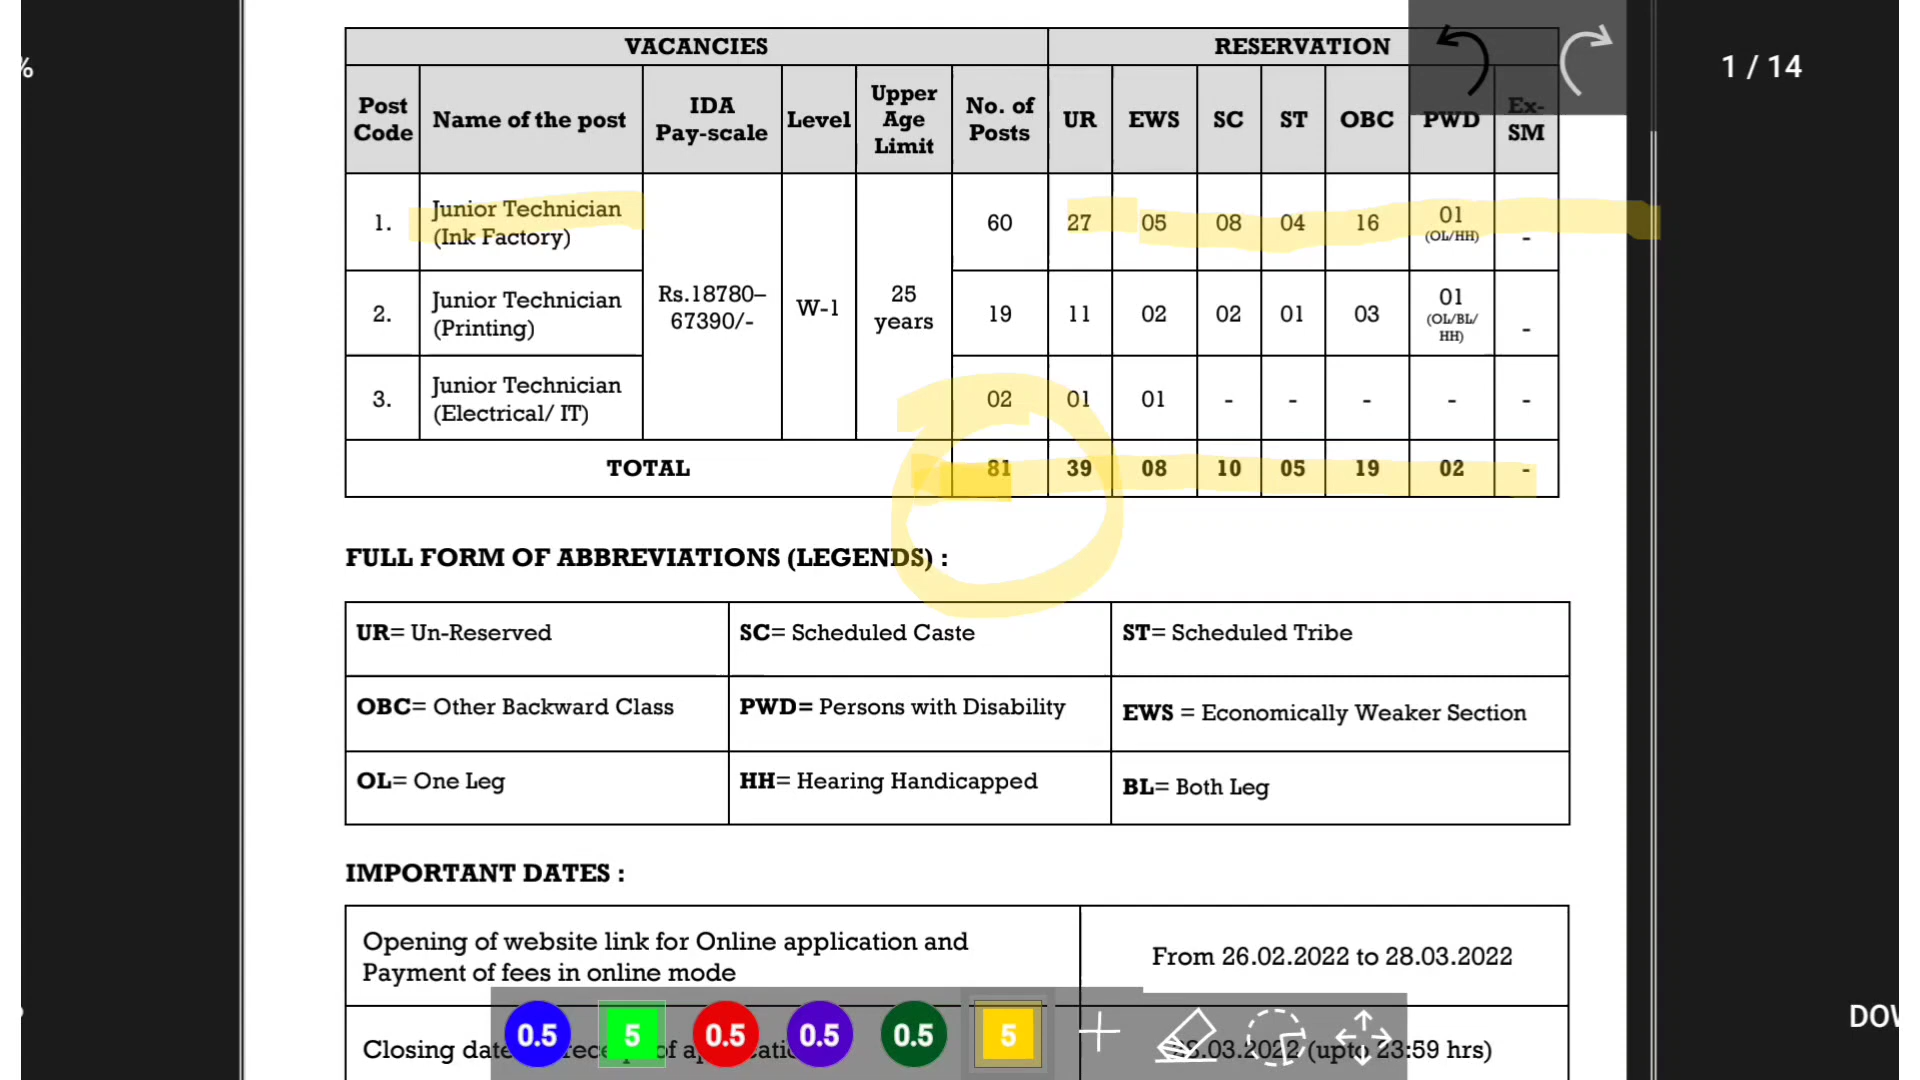 VACANCIES RESERVATION
Post Code Name of the post IDA Pay-scale Level Upper Age Limit No. of Posts UR EWS SC ST OBC PWD Ex-SM
1. Junior Technician (Ink Factory) Rs.18780–67390/- W-1 25 years 60 27 05 08 04 16 01 (OL/HH) -
2. Junior Technician (Printing) 19 11 02 02 01 03 01 (OL/BL/HH) -
3. Junior Technician (Electrical/ IT) 02 01 01 - - - - -
TOTAL 81 39 08 10 05 19 02 -
FULL FORM OF ABBREVIATIONS (LEGENDS) :
UR= Un-Reserved SC= Scheduled Caste ST= Scheduled Tribe
OBC= Other Backward Class PWD= Persons with Disability EWS = Economically Weaker Section
OL= One Leg HH= Hearing Handicapped BL= Both Leg
IMPORTANT DATES :
Opening of website link for Online application and
Payment of fees in online mode From 26.02.2022 to 28.03.2022
Closing date of .03.2022 (upto 23:59 hrs)
0.5 5 0.5 0.5 0.5 5
1 / 14
%